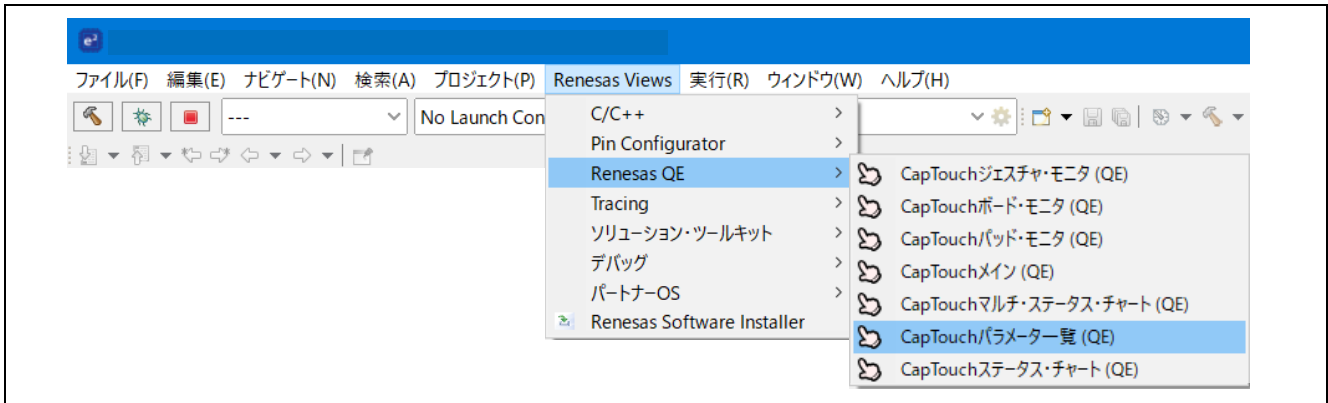 e²
ファイル(F) 編集(E) ナビゲート(N) 検索(A) プロジェクト(P) Renesas Views 実行(R) ウィンドウ(W) ヘルプ(H)
--- No Launch Con
C/C++
Pin Configurator
Renesas QE
Tracing
ソリューション・ツールキット
デバッグ
パートナーOS
Renesas Software Installer
CapTouchジェスチャ・モニタ (QE)
CapTouchボード・モニタ (QE)
CapTouchパッド・モニタ (QE)
CapTouchメイン (QE)
CapTouchマルチ・ステータス・チャート (QE)
CapTouchパラメーター覧 (QE)
CapTouchステータス・チャート (QE)